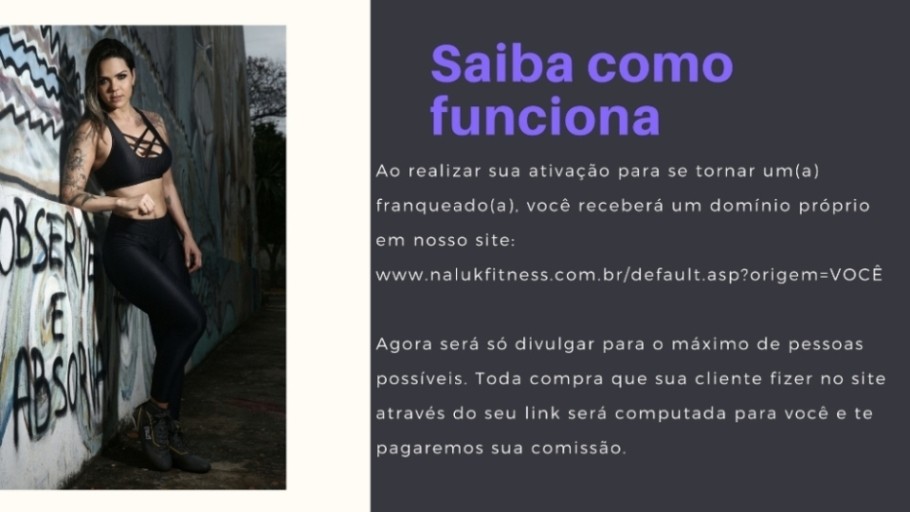 Saiba como
funciona
Ao realizar sua ativação para se tornar um(a)
franqueado(a), você receberá um domínio próprio
em nosso site:
www.nalukfitness.com.br/default.asp?origem=VOCÊ
Agora será só divulgar para o máximo de pessoas
possíveis. Toda compra que sua cliente fizer no site
através do seu link será computada para você e te
pagaremos sua comissão.
OBSERVE
E
ABSORVA